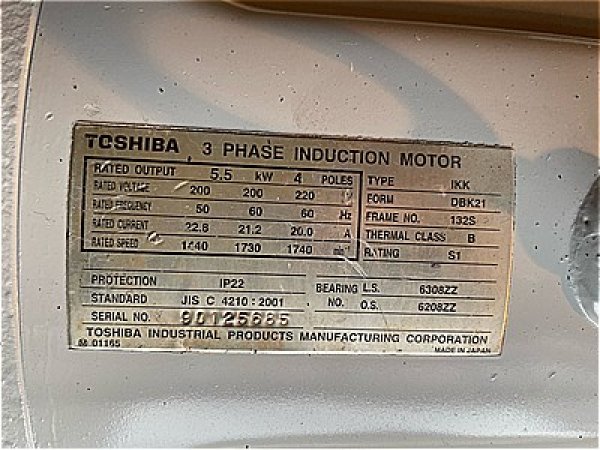 TOSHIBA 3 PHASE INDUCTION MOTOR
RATED OUTPUT 5.5 kW 4 POLES
RATED VOLTAGE 200 200 220 V
RATED FREQUENCY 50 60 60 Hz
RATED CURRENT 22.8 21.2 20.0 A
RATED SPEED 1440 1730 1740 min-1
TYPE IKK
FORM DBK21
FRAME NO. 132S
THERMAL CLASS B
RATING S1
PROTECTION IP22
STANDARD JIS C 4210 : 2001
SERIAL NO. 90125685
BEARING L.S. 6308ZZ
NO. O.S. 6208ZZ
TOSHIBA INDUSTRIAL PRODUCTS MANUFACTURING CORPORATION
M 01165 MADE IN JAPAN